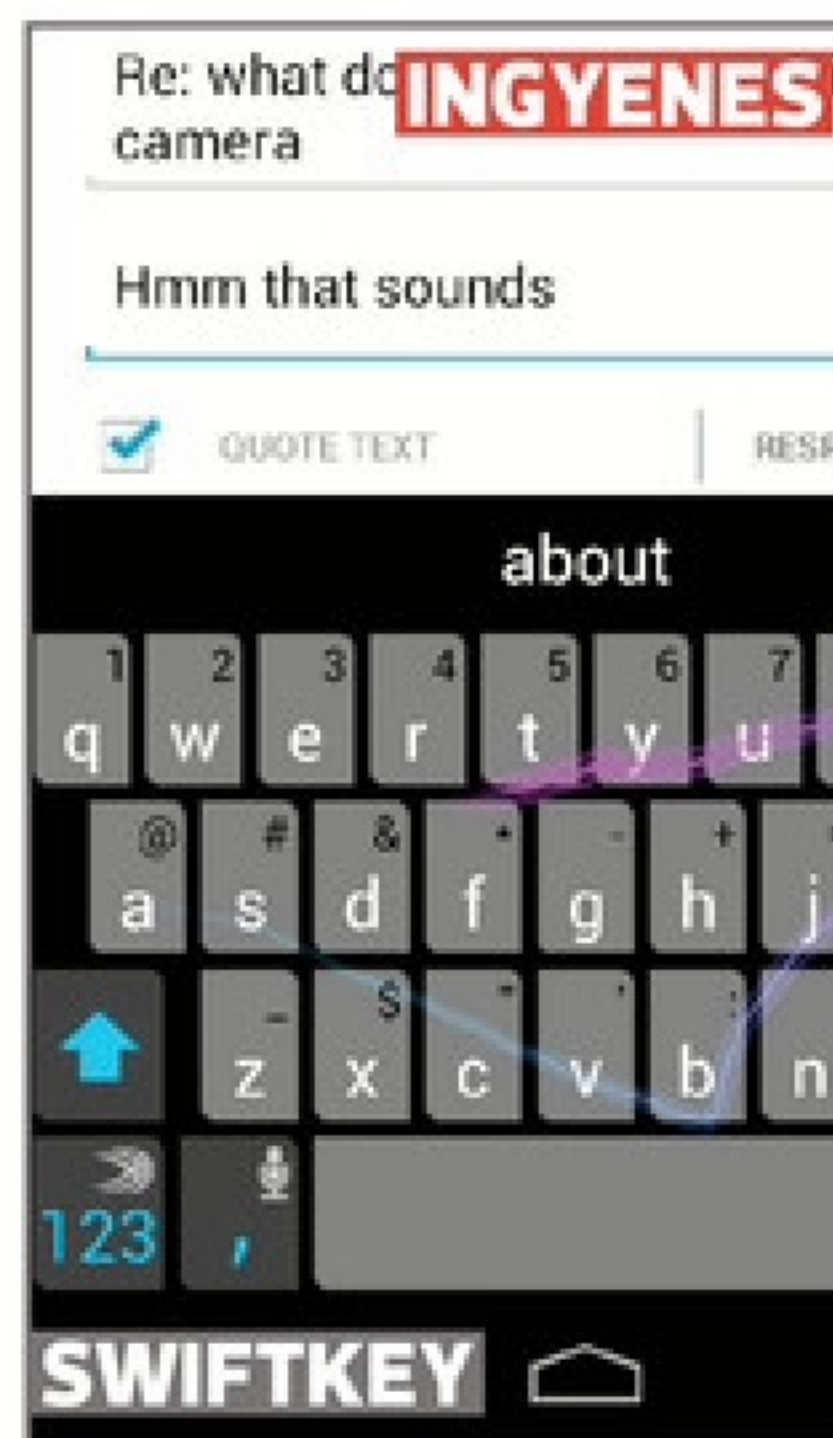 Re: what do
INGYENES
camera
Hmm that sounds
QUOTE TEXT
RESP
about
1 2 3 4 5 6 7
q w e r t y u
@ # & * - +
a s d f g h j
_ $ " ' :
z x c v b n
123 ,
SWIFTKEY